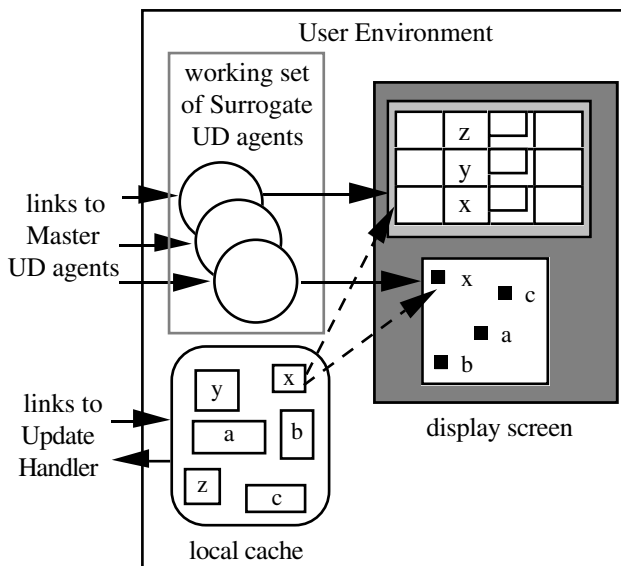 User Environment
working set
of Surrogate
UD agents
links to
Master
UD agents
z
y
x
x
c
a
b
display screen
links to
Update
Handler
y
x
a
b
z
c
local cache